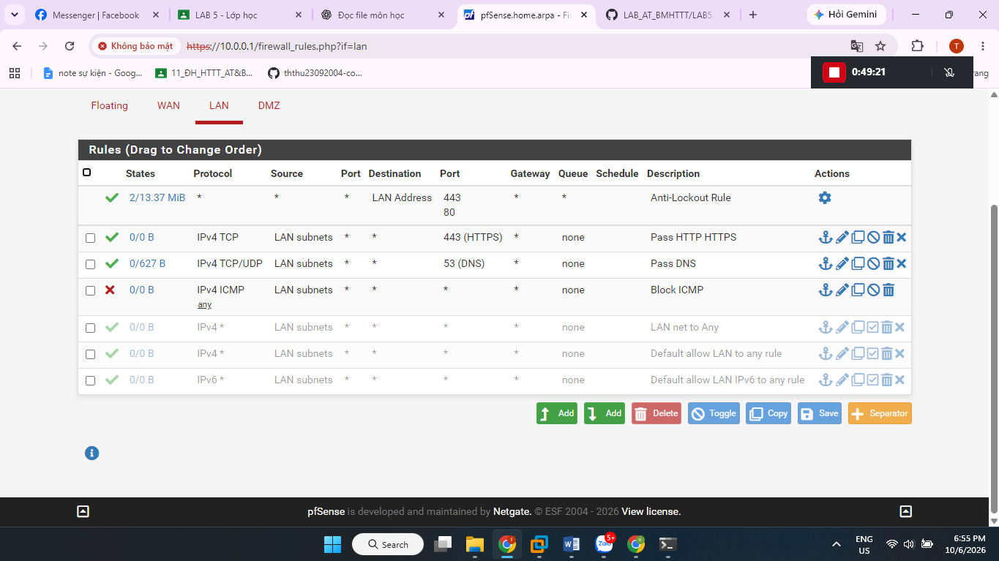 Messenger | Facebook
LAB 5 - Lớp học
Đọc file môn học
pfSense.home.arpa - Fi
LAB_AT_BMHTTT/LAB5
Hỏi Gemini
Không bảo mật
https://10.0.0.1/firewall_rules.php?if=lan
T
note sự kiện - Goog...
11_ĐH_HTTT_AT&B...
ththu23092004-co...
0:49:21
rang
Floating WAN LAN DMZ
Rules (Drag to Change Order)
States Protocol Source Port Destination Port Gateway Queue Schedule Description Actions
2/13.37 MiB * * * LAN Address 443 * * Anti-Lockout Rule
80
0/0 B IPv4 TCP LAN subnets * * 443 (HTTPS) * none Pass HTTP HTTPS
0/627 B IPv4 TCP/UDP LAN subnets * * 53 (DNS) * none Pass DNS
0/0 B IPv4 ICMP LAN subnets * * * * none Block ICMP
any
0/0 B IPv4 * LAN subnets * * * * none LAN net to Any
0/0 B IPv4 * LAN subnets * * * * none Default allow LAN to any rule
0/0 B IPv6 * LAN subnets * * * * none Default allow LAN IPv6 to any rule
Add Add Delete Toggle Copy Save Separator
pfSense is developed and maintained by Netgate. © ESF 2004 - 2026 View license.
Search
Zalo
5+
ENG
US
6:55 PM
10/6/2026